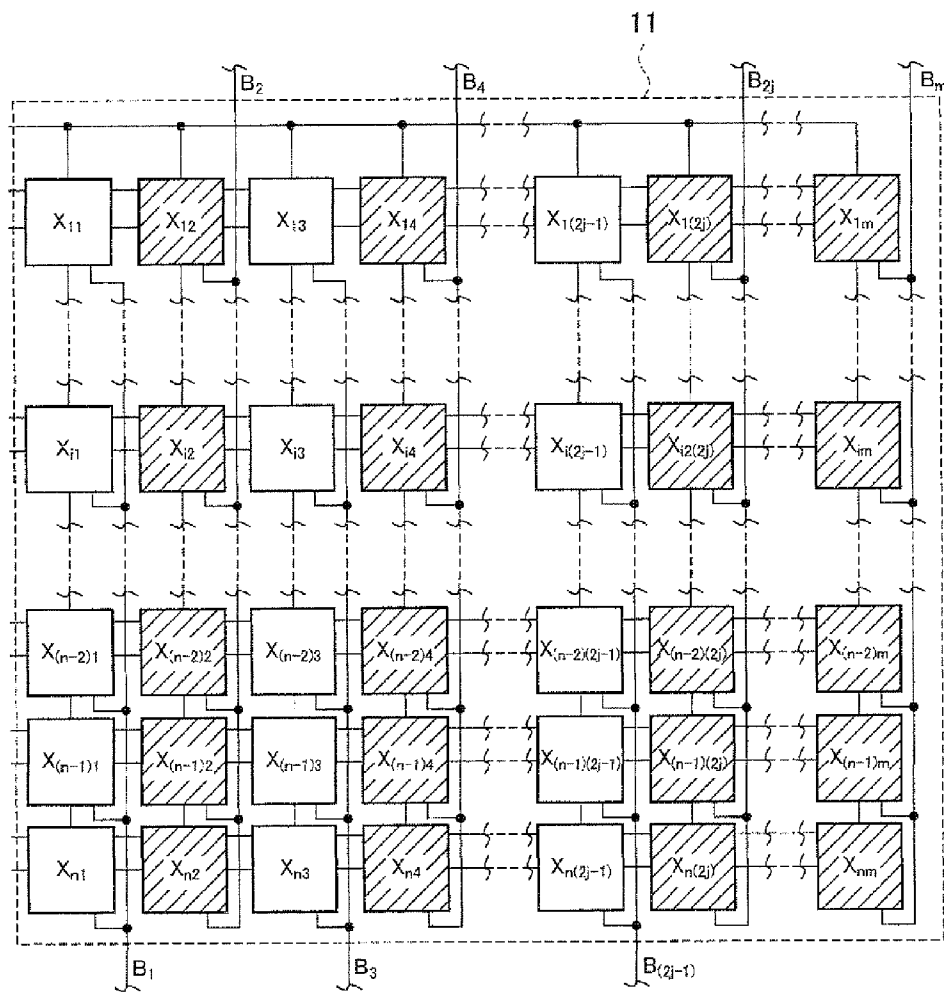 11
B2 B4 B2j Bm
X11 X12 X13 X14 X1(2j-1) X1(2j) X1m
Xi1 Xi2 Xi3 Xi4 Xi(2j-1) Xi2(2j) Xim
X(n-2)1 X(n-2)2 X(n-2)3 X(n-2)4 X(n-2)(2j-1) X(n-2)(2j) X(n-2)m
X(n-1)1 X(n-1)2 X(n-1)3 X(n-1)4 X(n-1)(2j-1) X(n-1)(2j) X(n-1)m
Xn1 Xn2 Xn3 Xn4 Xn(2j-1) Xn(2j) Xnm
B1 B3 B(2j-1)